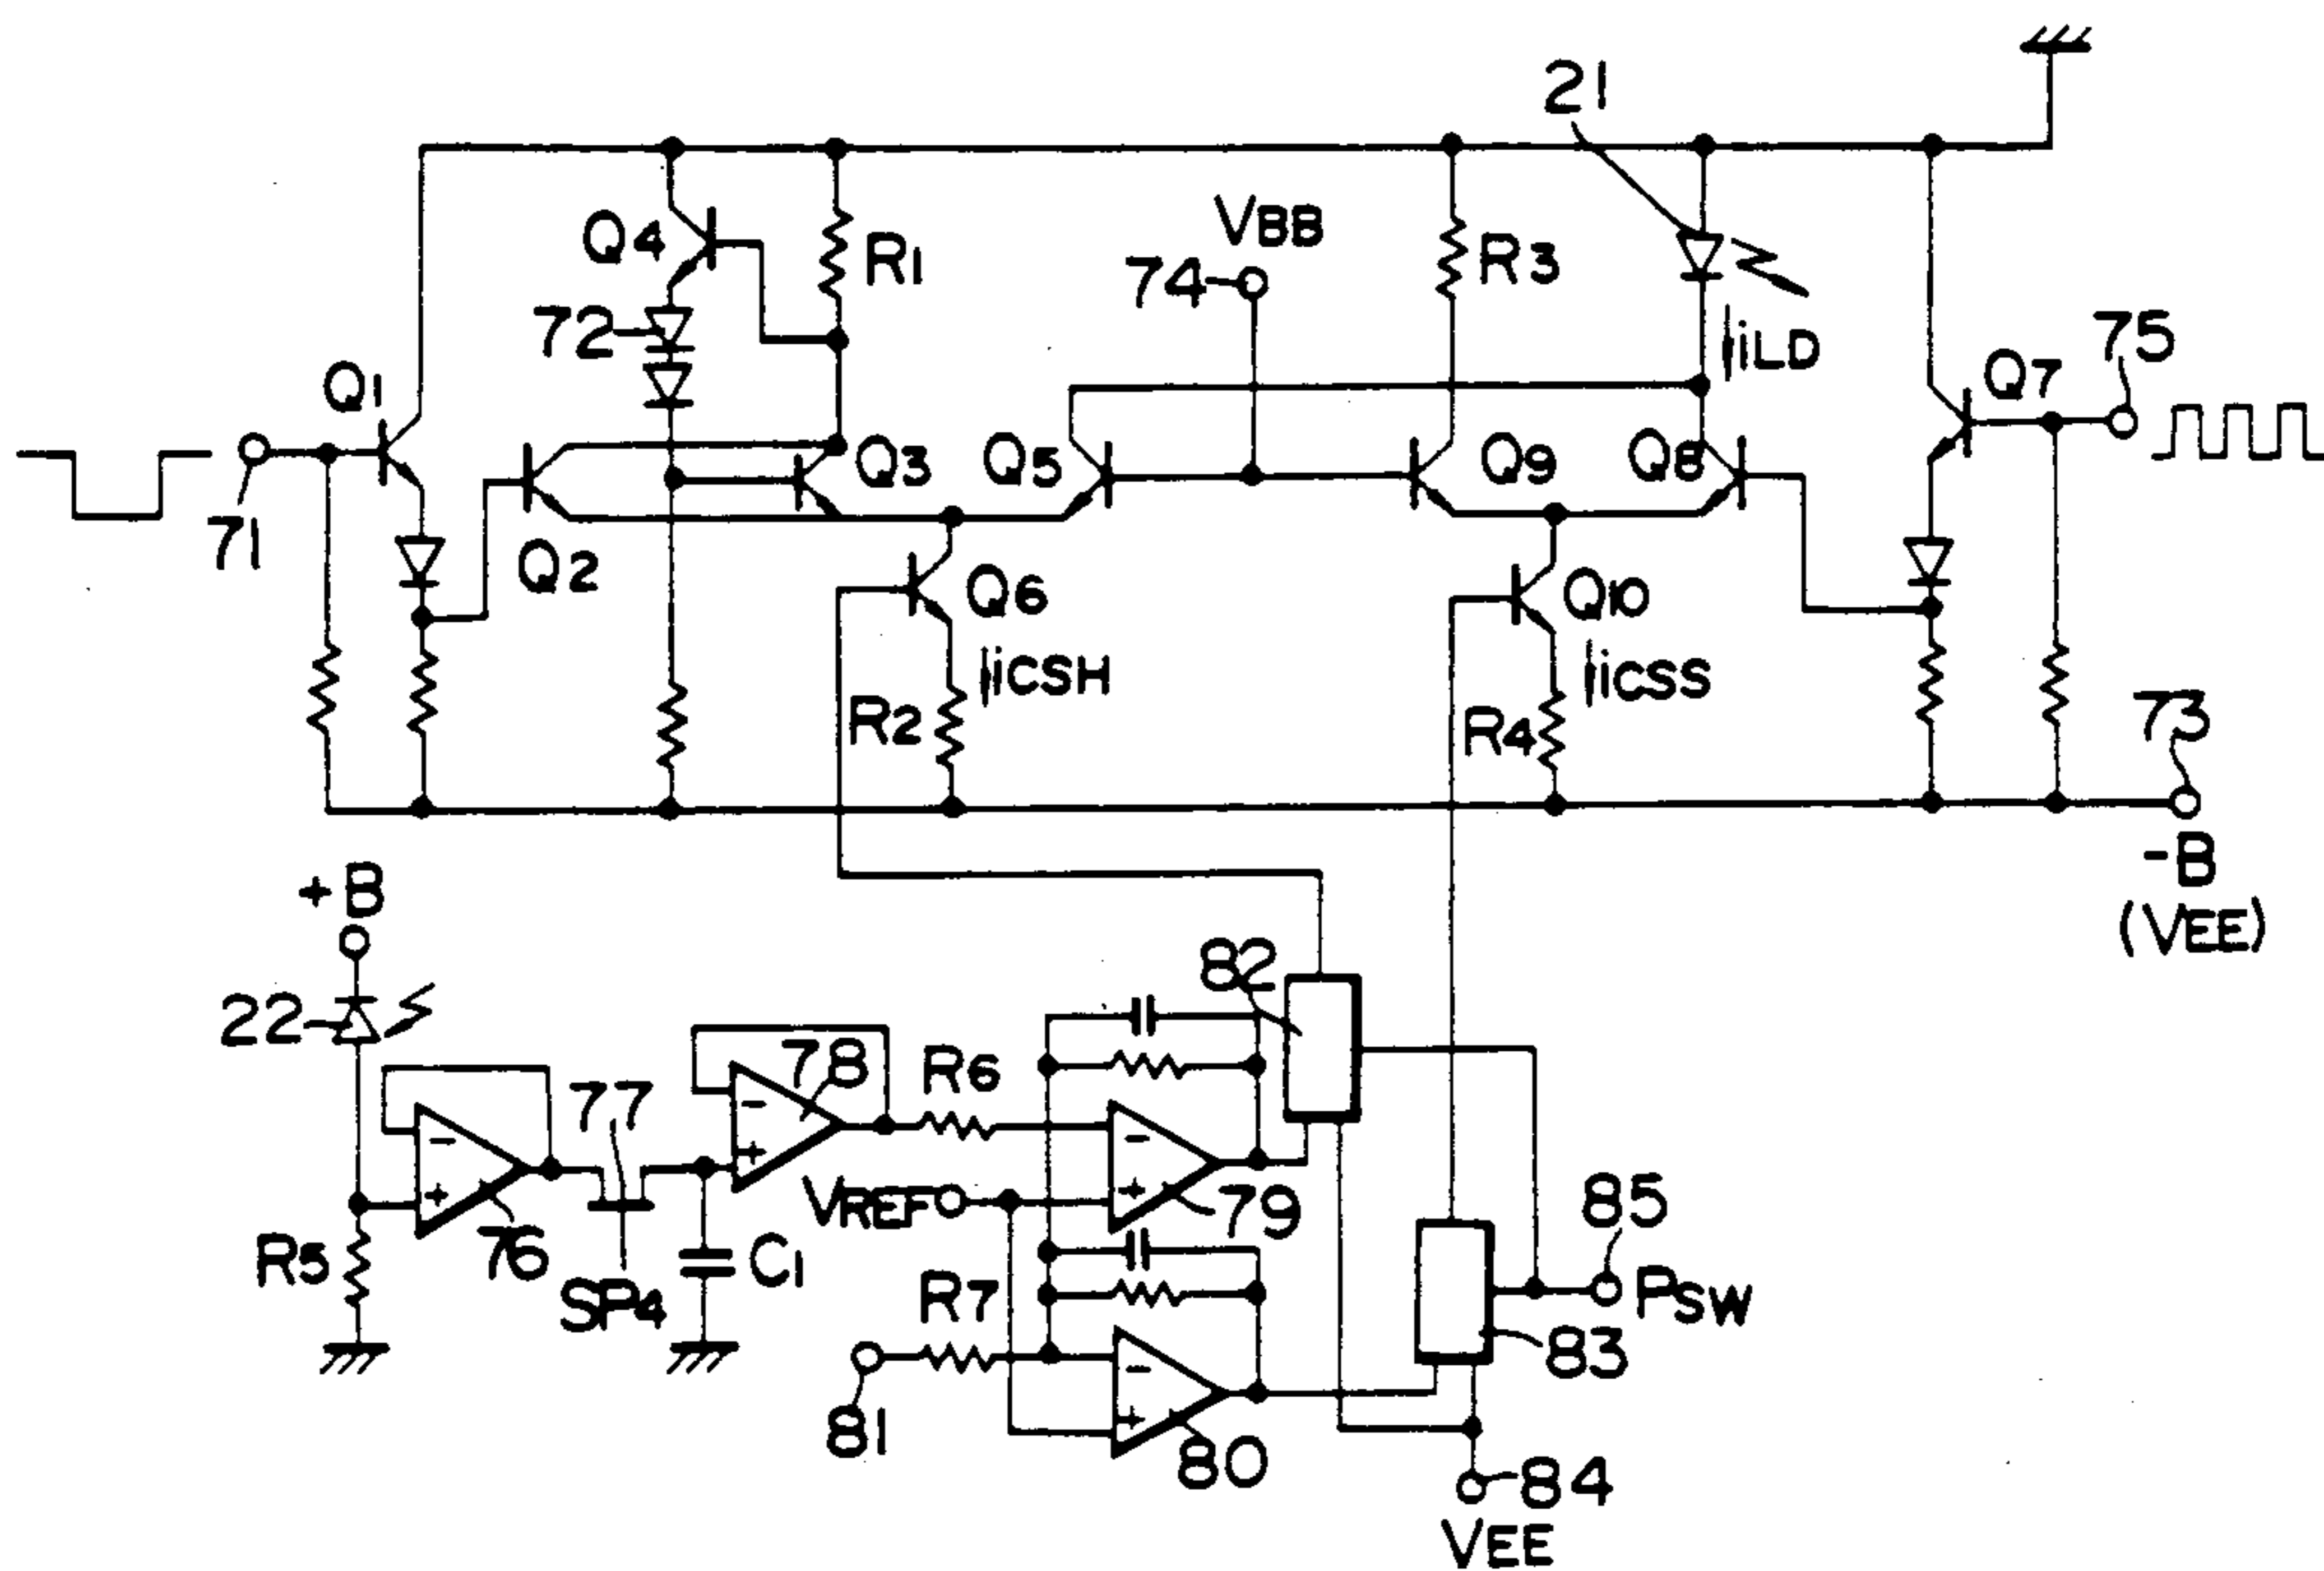 21
Q4
R1
VBB
74
R3
72
iLD
75
Q1
Q7
Q3
Q5
Q9
Q8
71
Q2
Q6
Q10
iCSH
iCSS
R2
R4
73
-B
(VEE)
+B
82
22
77
78
R6
VREF
79
85
76
R5
SP4
C1
R7
PSW
83
81
80
84
VEE